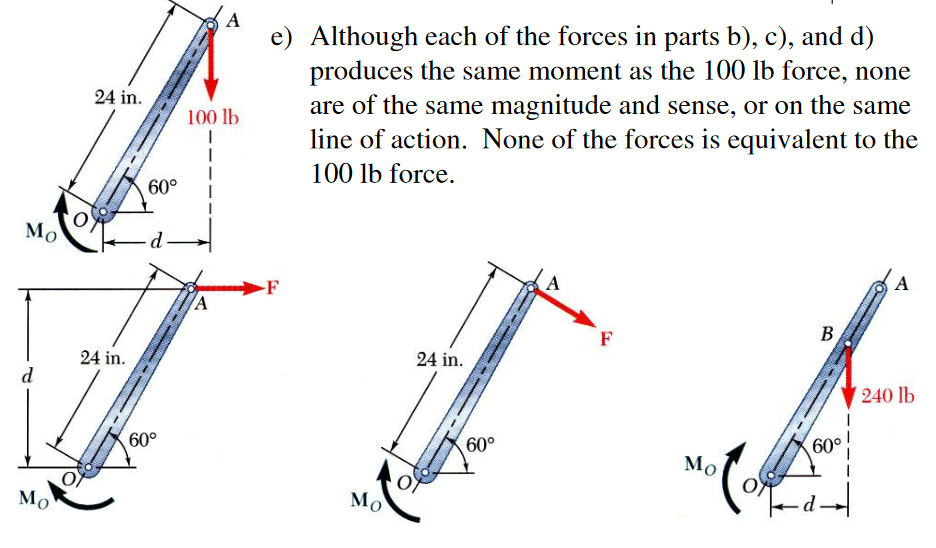 A
e) Although each of the forces in parts b), c), and d)
produces the same moment as the 100 lb force, none
are of the same magnitude and sense, or on the same
line of action. None of the forces is equivalent to the
100 lb force.
24 in.
100 lb
60°
O
Mo
d
F
A
24 in.
d
60°
O
Mo
A
F
24 in.
60°
O
Mo
A
B
240 lb
60°
Mo
O
d